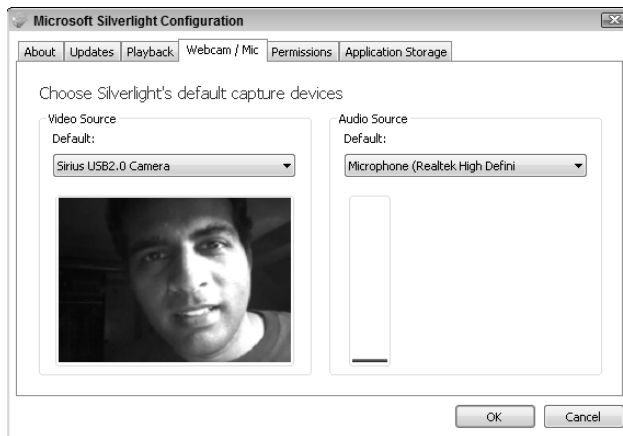 Microsoft Silverlight Configuration
About Updates Playback Webcam / Mic Permissions Application Storage
Choose Silverlight's default capture devices
Video Source
Default:
Sirius USB2.0 Camera
Audio Source
Default:
Microphone (Realtek High Defini
OK Cancel